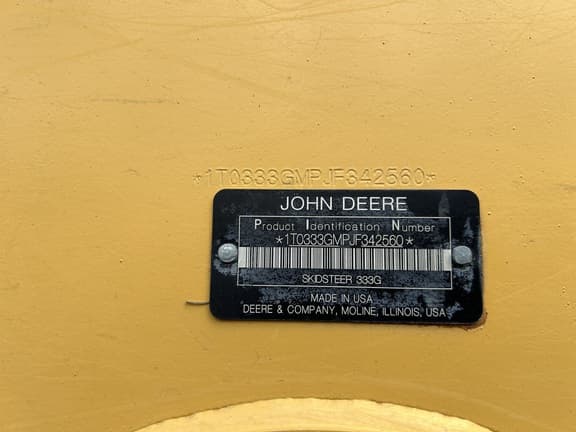 *1T0333GMPJF342560*
JOHN DEERE
Product Identification Number
*1T0333GMPJF342560*
SKIDSTEER 333G
MADE IN USA
DEERE & COMPANY, MOLINE, ILLINOIS, USA